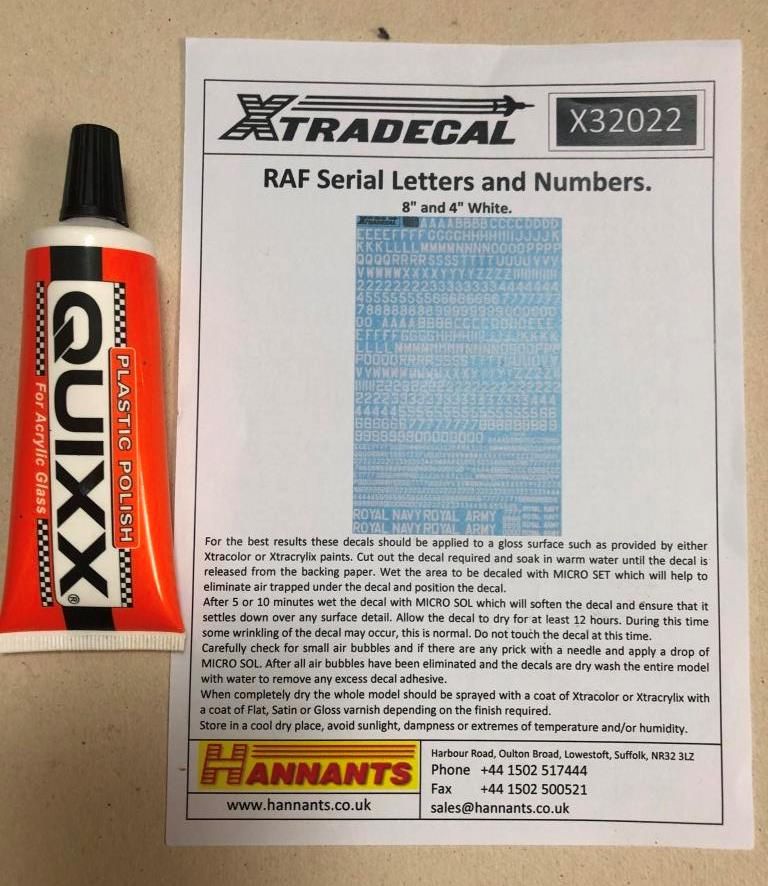 QUIXX®
PLASTIC POLISH
For Acrylic Glass
XTRADECAL
X32022
RAF Serial Letters and Numbers.
8" and 4" White.
ROYAL NAVY ROYAL ARMY
ROYAL NAVY ROYAL ARMY
For the best results these decals should be applied to a gloss surface such as provided by either
Xtracolor or Xtracrylix paints. Cut out the decal required and soak in warm water until the decal is
released from the backing paper. Wet the area to be decaled with MICRO SET which will help to
eliminate air trapped under the decal and position the decal.
After 5 or 10 minutes wet the decal with MICRO SOL which will soften the decal and ensure that it
settles down over any surface detail. Allow the decal to dry for at least 12 hours. During this time
some wrinkling of the decal may occur, this is normal. Do not touch the decal at this time.
Carefully check for small air bubbles and if there are any prick with a needle and apply a drop of
MICRO SOL. After all air bubbles have been eliminated and the decals are dry wash the entire model
with water to remove any excess decal adhesive.
When completely dry the whole model should be sprayed with a coat of Xtracolor or Xtracrylix with
a coat of Flat, Satin or Gloss varnish depending on the finish required.
Store in a cool dry place, avoid sunlight, dampness or extremes of temperature and/or humidity.
HANNANTS
www.hannants.co.uk
Harbour Road, Oulton Broad, Lowestoft, Suffolk, NR32 3LZ
Phone +44 1502 517444
Fax +44 1502 500521
sales@hannants.co.uk